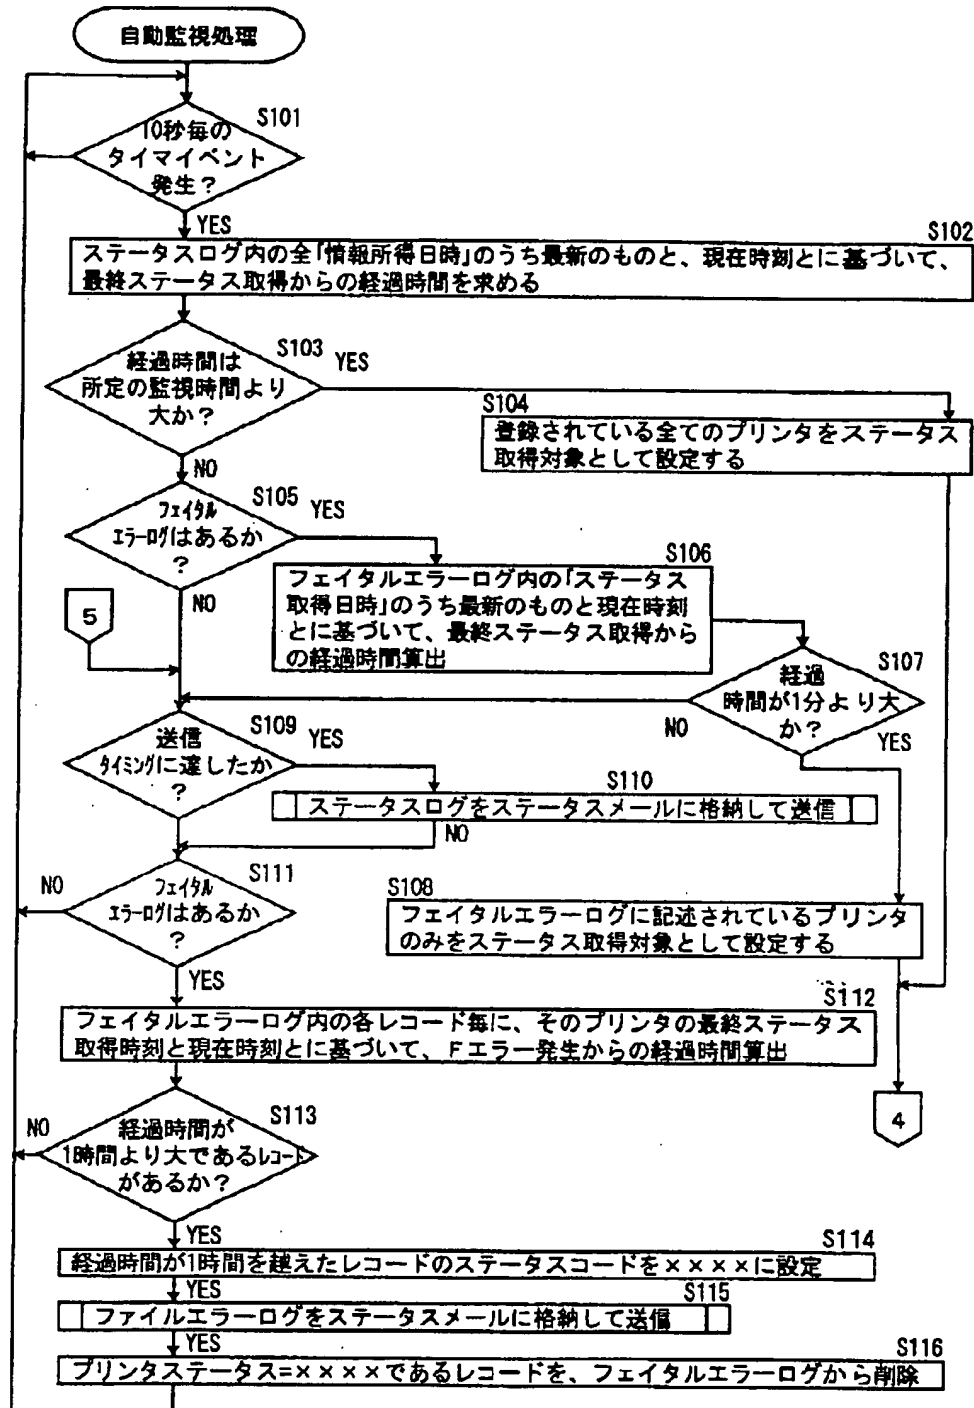 自動監視処理
S101
10秒毎の
タイマイベント
発生?
YES
S102
ステータスログ内の全「情報所得日時」のうち最新のものと、現在時刻とに基づいて、
最終ステータス取得からの経過時間を求める
S103
YES
経過時間は
所定の監視時間より
大か?
S104
登録されている全てのプリンタをステータス
取得対象として設定する
NO
S105
YES
フェイタル
エラーログはあるか
?
S106
フェイタルエラーログ内の「ステータス
取得日時」のうち最新のものと現在時刻
とに基づいて、最終ステータス取得から
の経過時間算出
NO
5
S107
経過
時間が1分より大
か?
NO
YES
S109
YES
送信
タイミングに達したか
?
S110
ステータスログをステータスメールに格納して送信
NO
S111
NO
フェイタル
エラーログはあるか
?
S108
フェイタルエラーログに記述されているプリンタ
のみをステータス取得対象として設定する
YES
S112
フェイタルエラーログ内の各レコード毎に、そのプリンタの最終ステータス
取得時刻と現在時刻とに基づいて、Fエラー発生からの経過時間算出
4
S113
NO
経過時間が
1時間より大であるレコード
があるか?
YES
S114
経過時間が1時間を越えたレコードのステータスコードを××××に設定
YES
S115
ファイルエラーログをステータスメールに格納して送信
YES
S116
プリンタステータス=××××であるレコードを、フェイタルエラーログから削除